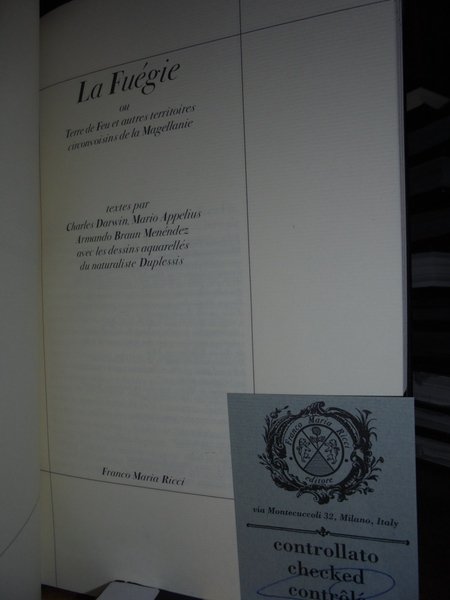 La Fuégie
ou
Terre de Feu et autres territoires
circonvoisins de la Magellanie
textes par
Charles Darwin, Mario Appelius
Armando Braun Menéndez
avec les dessins aquarellés
du naturaliste Duplessis
Franco Maria Ricci
Franco Maria Ricci
editore
via Montecuccoli 32, Milano, Italy
controllato
checked
contrôlé